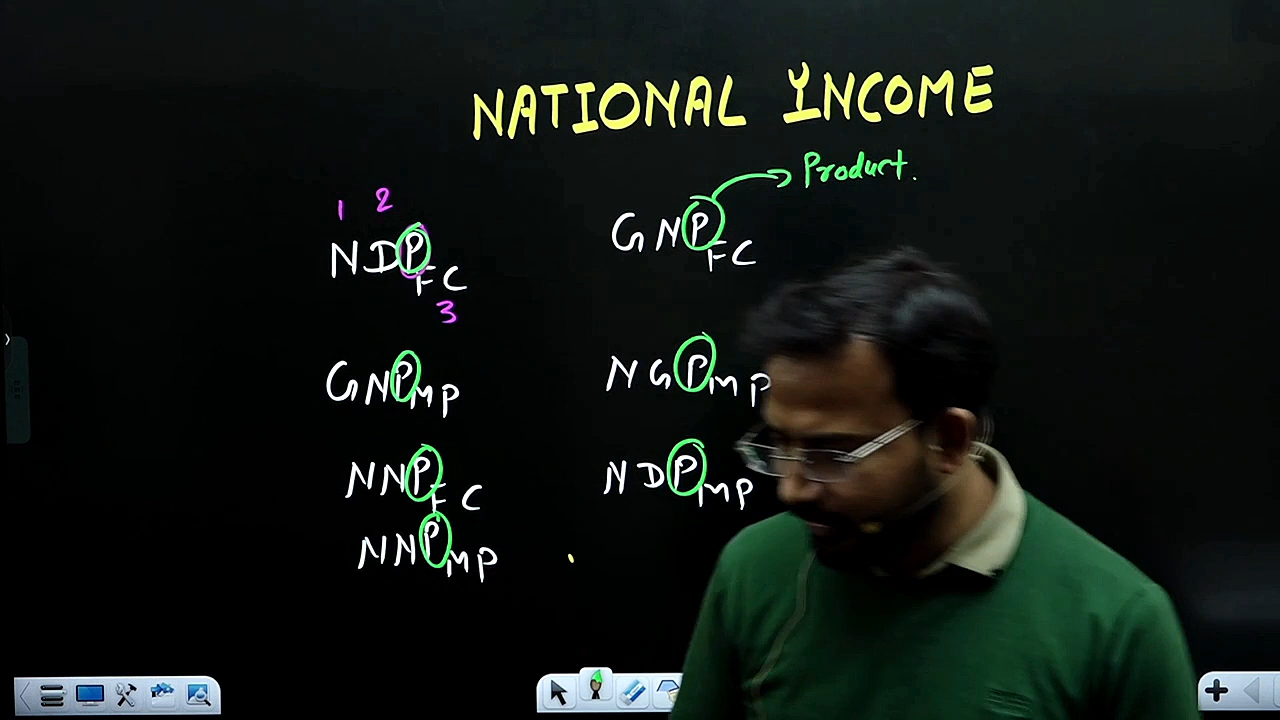 NATIONAL INCOME
Product.
1 2
NDP FC
3
GNP FC
GNP MP
NGP MP
NNP FC
NDP MP
NNP MP